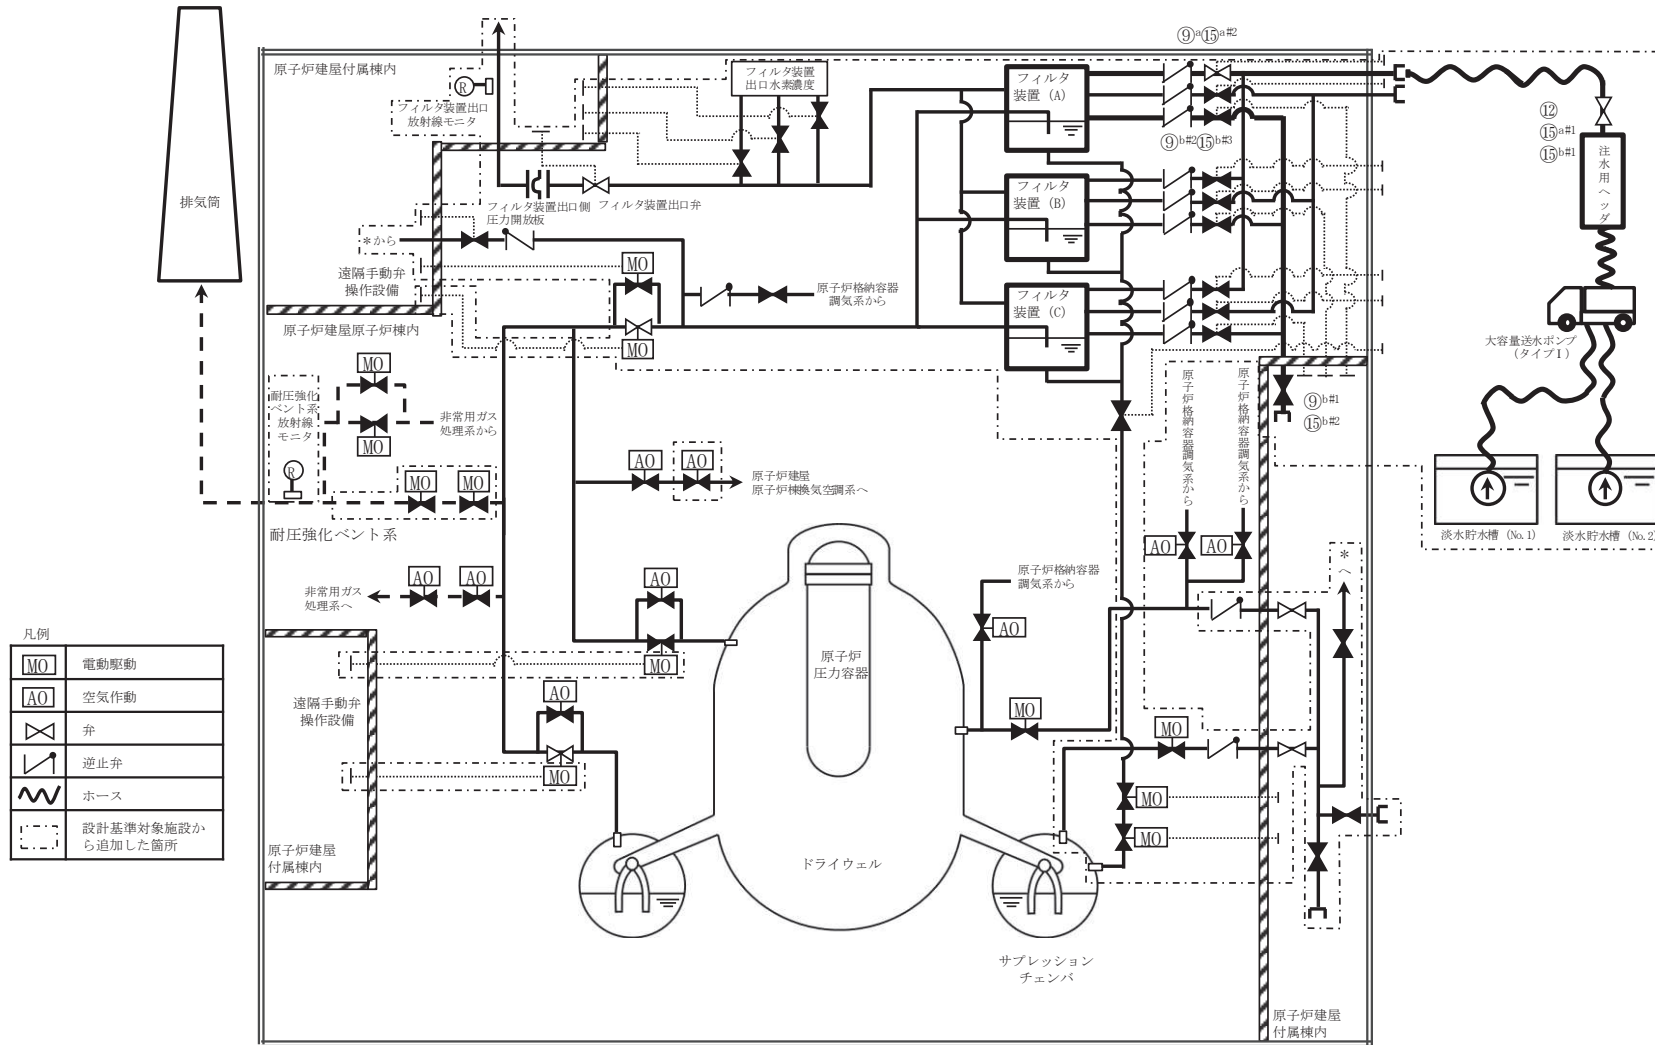 原子炉建屋付属棟内
R
フィルタ装置出口
放射線モニタ
フィルタ装置
出口水素濃度
フィルタ
装置（A）
⑨a⑮a#2
排気筒
フィルタ装置出口側
圧力開放板
フィルタ装置出口弁
フィルタ
装置（B）
⑨b#2⑮b#3
⑫
⑮a#1
⑮b#1
注水用ヘッダ
＊から
遠隔手動弁
操作設備
MO
原子炉格納容器
調気系から
フィルタ
装置（C）
原子炉建屋原子炉棟内
MO
大容量送水ポンプ
（タイプⅠ）
MO
耐圧強化
ベント系
放射線
モニタ
R
MO
非常用ガス
処理系から
原子炉格納容器調気系から
原子炉格納容器調気系から
⑨b#1
⑮b#2
MO
MO
AO
AO
原子炉建屋
原子炉棟換気空調系へ
耐圧強化ベント系
淡水貯水槽（No.1）
淡水貯水槽（No.2）
AO
AO
非常用ガス
処理系へ
AO
AO
AO
原子炉格納容器
調気系から
AO
＊
へ
凡例
MO
電動駆動
AO
空気作動
弁
逆止弁
ホース
設計基準対象施設か
ら追加した箇所
MO
原子炉
圧力容器
遠隔手動弁
操作設備
AO
MO
MO
MO
MO
MO
原子炉建屋
付属棟内
ドライウェル
サプレッション
チェンバ
原子炉建屋
付属棟内